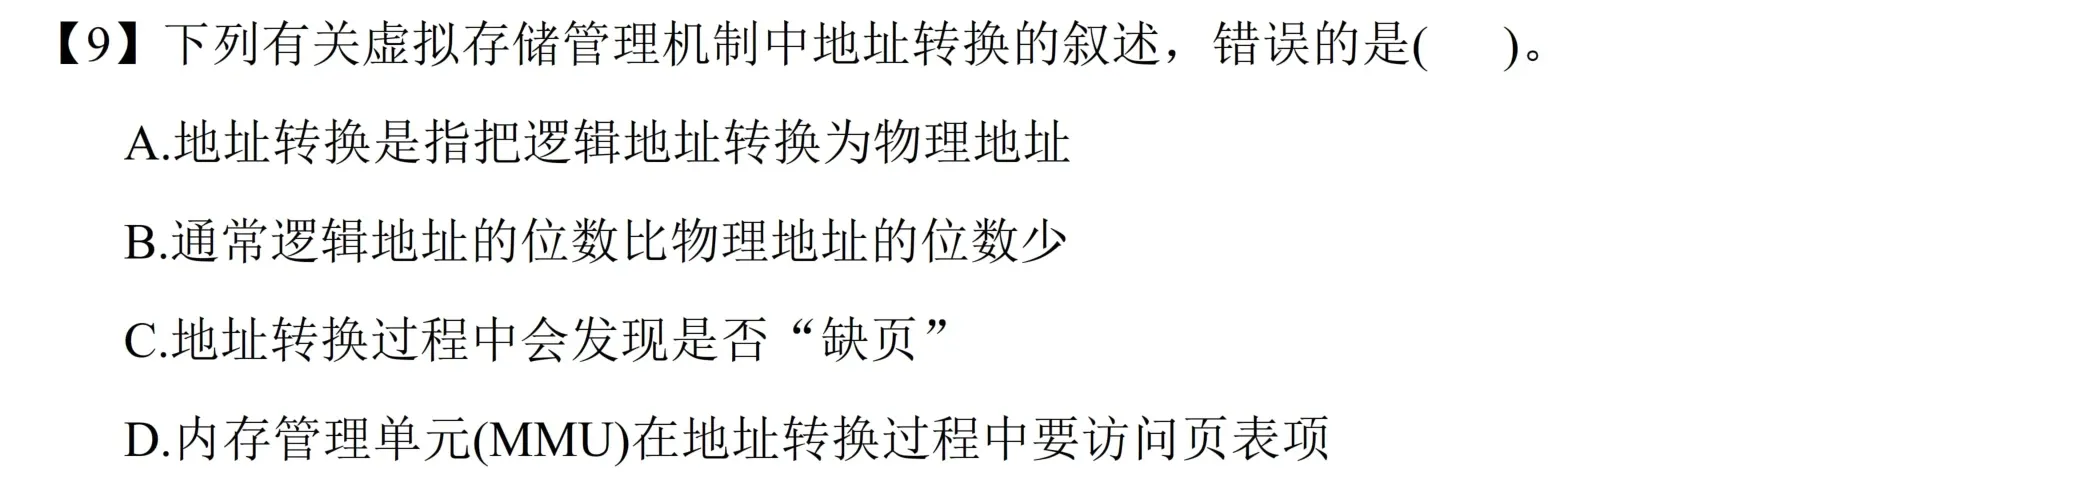 【9】下列有关虚拟存储管理机制中地址转换的叙述，错误的是(　　)。
A.地址转换是指把逻辑地址转换为物理地址
B.通常逻辑地址的位数比物理地址的位数少
C.地址转换过程中会发现是否“缺页”
D.内存管理单元(MMU)在地址转换过程中要访问页表项